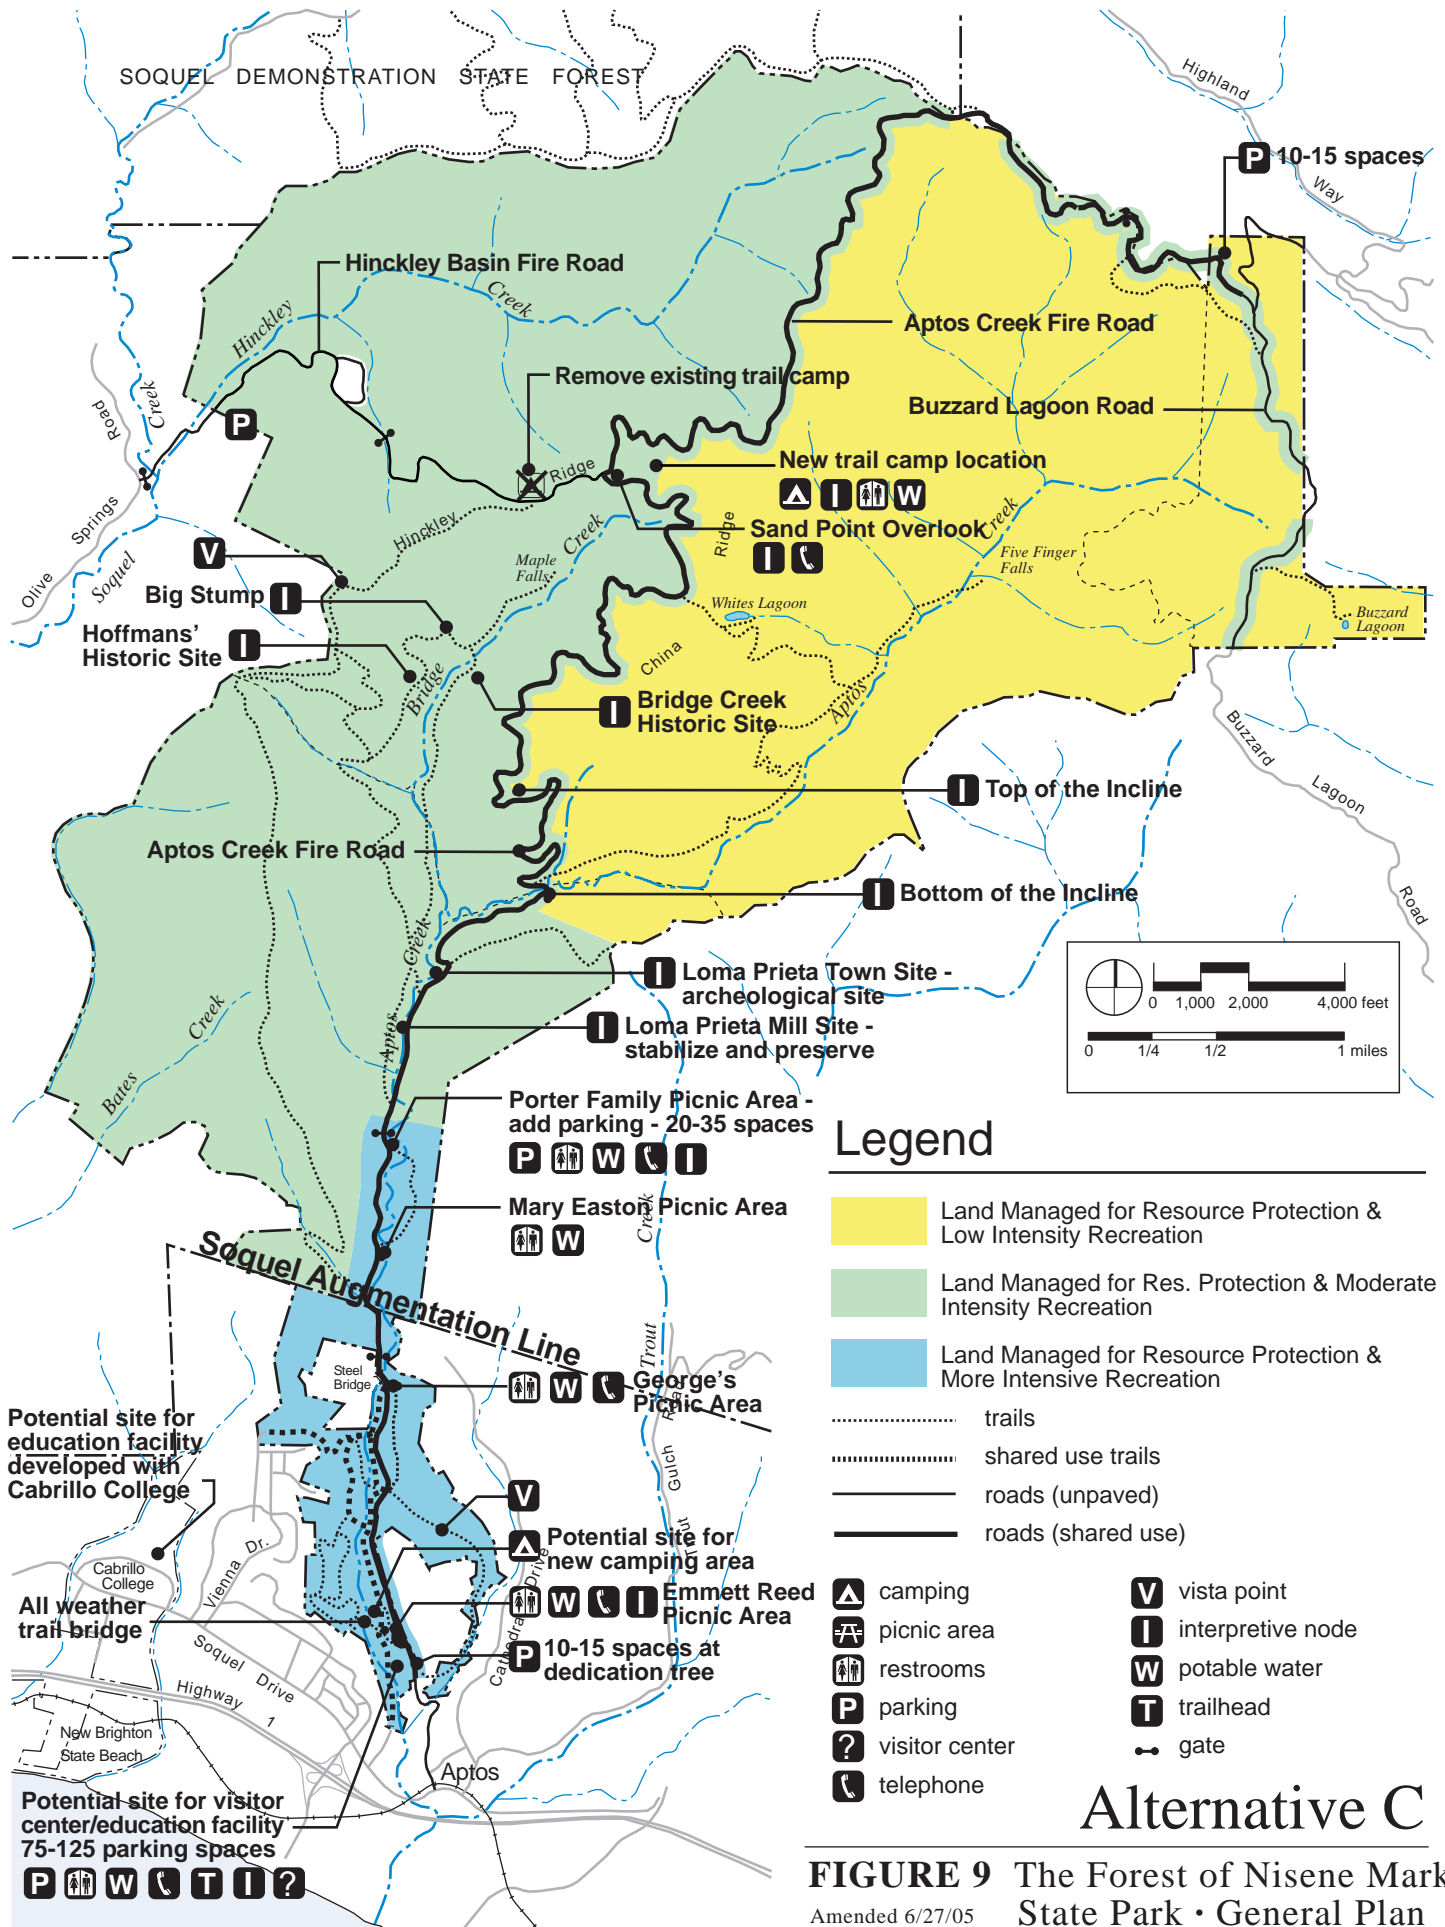 SOQUEL DEMONSTRATION STATE FOREST
Highland
Way
P 10-15 spaces
Hinckley Basin Fire Road
Hinckley
Creek
Aptos Creek Fire Road
Remove existing trail camp
Buzzard Lagoon Road
Road
Creek
P
Ridge
New trail camp location
I W
Sand Point Overlook
I
Creek
Ridge
Hinckley
Creek
Maple
Falls
Five Finger
Falls
Springs
Olive
Soquel
V
Big Stump I
Hoffmans'
Historic Site I
Whites Lagoon
Buzzard
Lagoon
China
Bridge
Aptos
I Bridge Creek
Historic Site
Buzzard
Lagoon
Road
I Top of the Incline
Aptos Creek Fire Road
I Bottom of the Incline
Creek
Aptos
I Loma Prieta Town Site -
archeological site
I Loma Prieta Mill Site -
stabilize and preserve
0 1,000 2,000 4,000 feet
0 1/4 1/2 1 miles
Creek
Bates
Porter Family Picnic Area -
add parking - 20-35 spaces
P W I
Mary Easton Picnic Area
W
Creek
Trout
Soquel Augmentation Line
Steel
Bridge
W George's
Picnic Area
Road
Gulch
Trout
Potential site for
education facility
developed with
Cabrillo College
V
Potential site for
new camping area
W I Emmett Reed
Picnic Area
P 10-15 spaces at
dedication tree
Cathedral Drive
Cabrillo
College
Vienna Dr.
All weather
trail bridge
Soquel Drive
Highway 1
New Brighton
State Beach
Aptos
Potential site for visitor
center/education facility
75-125 parking spaces
P W T I ?
Legend
Land Managed for Resource Protection &
Low Intensity Recreation
Land Managed for Res. Protection & Moderate
Intensity Recreation
Land Managed for Resource Protection &
More Intensive Recreation
trails
shared use trails
roads (unpaved)
roads (shared use)
camping
picnic area
restrooms
P parking
? visitor center
telephone
V vista point
I interpretive node
W potable water
T trailhead
gate
Alternative C
FIGURE 9 The Forest of Nisene Mark
Amended 6/27/05 State Park · General Plan